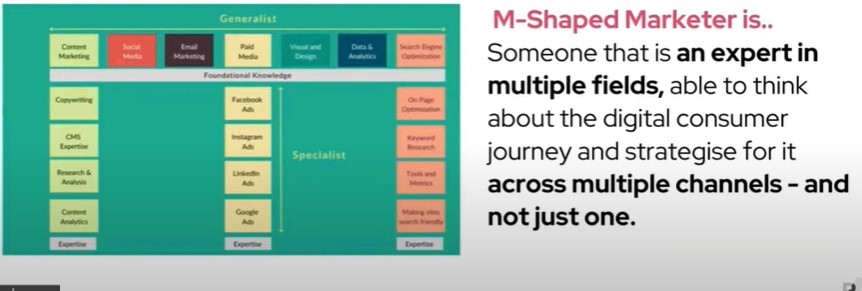 Generalist
Content
Marketing
Social
Media
Email
Marketing
Paid
Media
Visual and
Design
Data &
Analytics
Search Engine
Optimization
Foundational Knowledge
Copywriting
Facebook
Ads
On Page
Optimization
CMS
Expertise
Instagram
Ads
Keyword
Research
Specialist
Research &
Analysis
LinkedIn
Ads
Tools and
Metrics
Content
Analytics
Google
Ads
Making sites
search friendly
Expertise
Expertise
Expertise
M-Shaped Marketer is..
Someone that is an expert in
multiple fields, able to think
about the digital consumer
journey and strategise for it
across multiple channels - and
not just one.